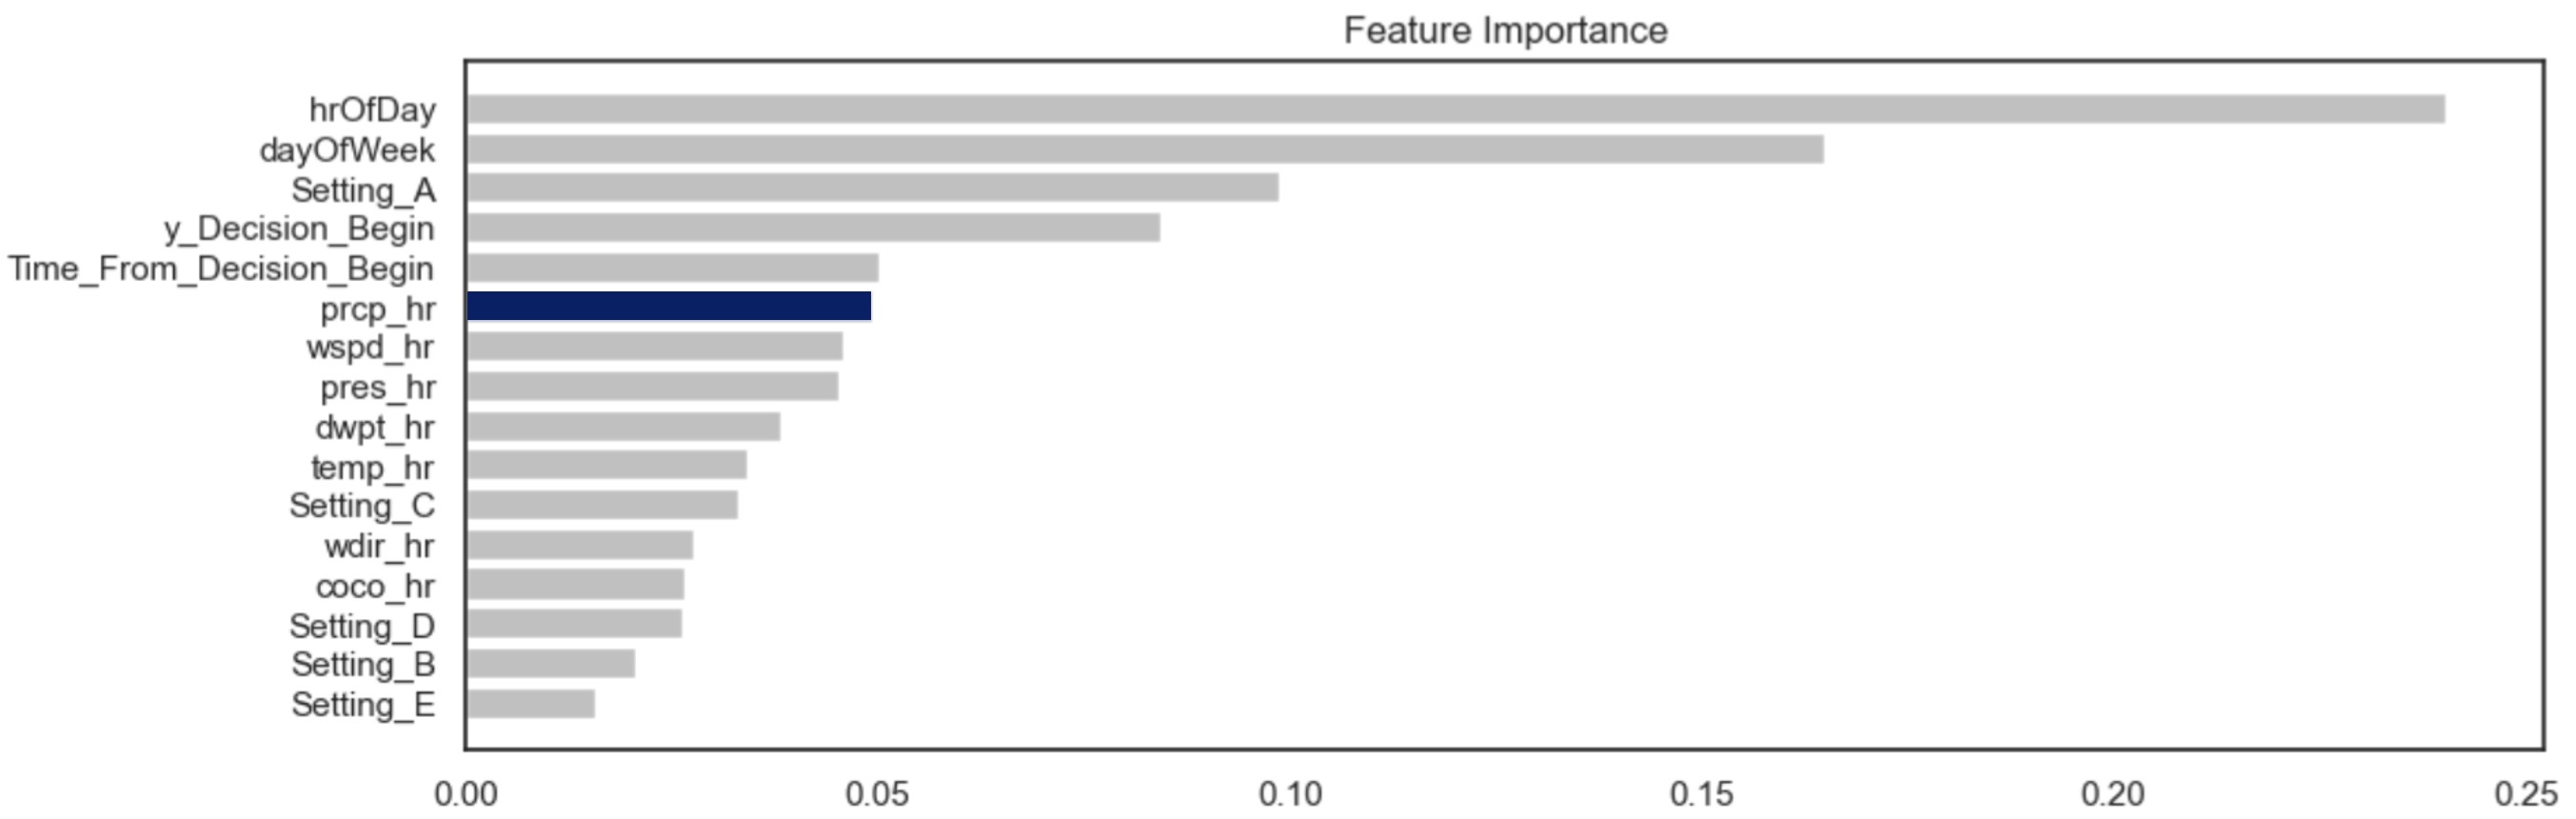 Feature Importance
hrOfDay
dayOfWeek
Setting_A
y_Decision_Begin
Time_From_Decision_Begin
prcp_hr
wspd_hr
pres_hr
dwpt_hr
temp_hr
Setting_C
wdir_hr
coco_hr
Setting_D
Setting_B
Setting_E
0.00 0.05 0.10 0.15 0.20 0.25